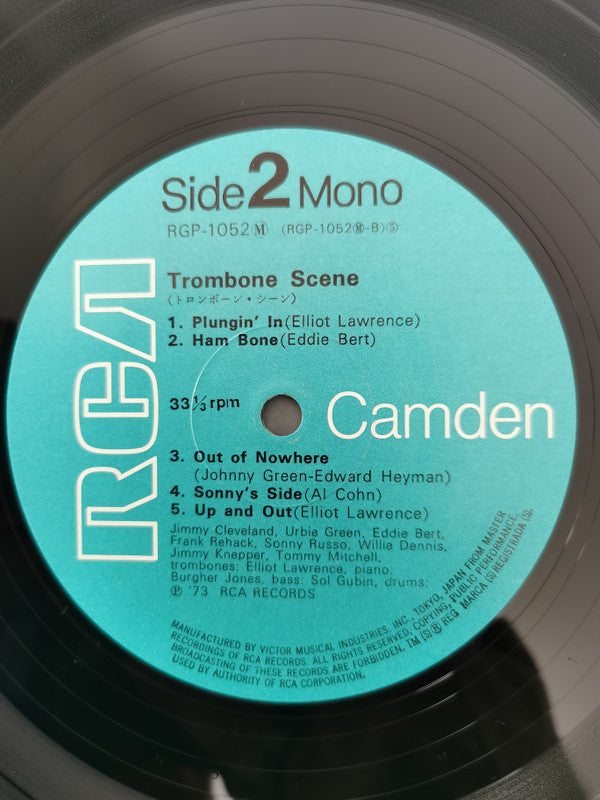 Side 2 Mono
RGP-1052Ⓜ (RGP-1052Ⓜ-B)Ⓢ
RCA
Trombone Scene
(トロンボーン・シーン)
1. Plungin' In(Elliot Lawrence)
2. Ham Bone(Eddie Bert)
33⅓rpm
Camden
3. Out of Nowhere
(Johnny Green-Edward Heyman)
4. Sonny's Side(Al Cohn)
5. Up and Out(Elliot Lawrence)
Jimmy Cleveland, Urbie Green, Eddie Bert,
Frank Rehack, Sonny Russo, Willie Dennis,
Jimmy Knepper, Tommy Mitchell,
trombones; Elliot Lawrence, piano;
Burgher Jones, bass: Sol Gubin, drums;
Ⓟ '73 RCA RECORDS
MANUFACTURED BY VICTOR MUSICAL INDUSTRIES, INC., TOKYO, JAPAN FROM MASTER
RECORDINGS OF RCA RECORDS. ALL RIGHTS RESERVED, COPYING, PUBLIC PERFORMANCE,
BROADCASTING OF THESE RECORDS ARE FORBIDDEN. TM (S)® REG MARCA (S) REGISTRADA (S).
USED BY AUTHORITY OF RCA CORPORATION.